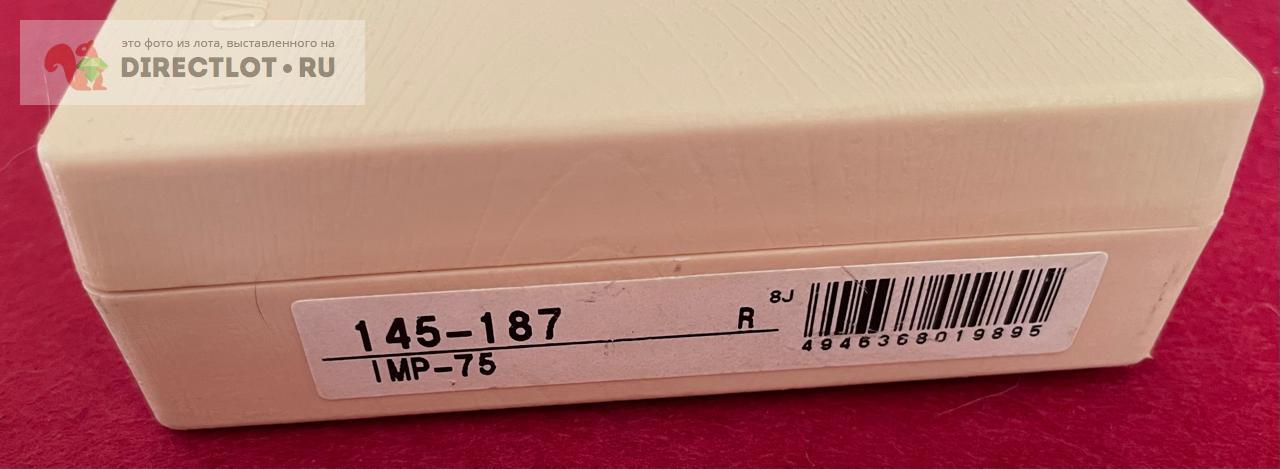 это фото из лота, выставленного на
DIRECTLOT•RU
145-187 R 8J
IMP-75
4946368019895